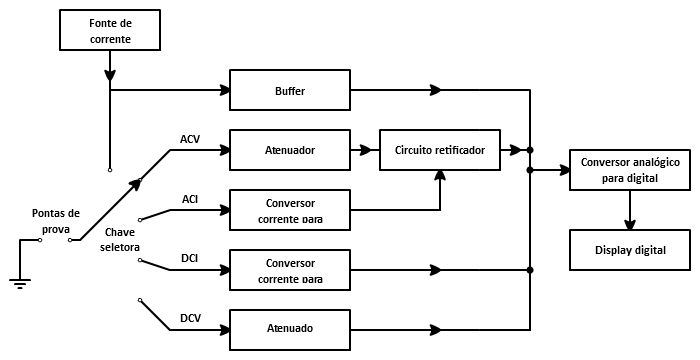 Fonte de
corrente
Buffer
ACV
Atenuador
Circuito retificador
Conversor analógico
para digital
ACI
Conversor
corrente para
Pontas de
prova
Chave
seletora
DCI
Conversor
corrente para
Display digital
DCV
Atenuado